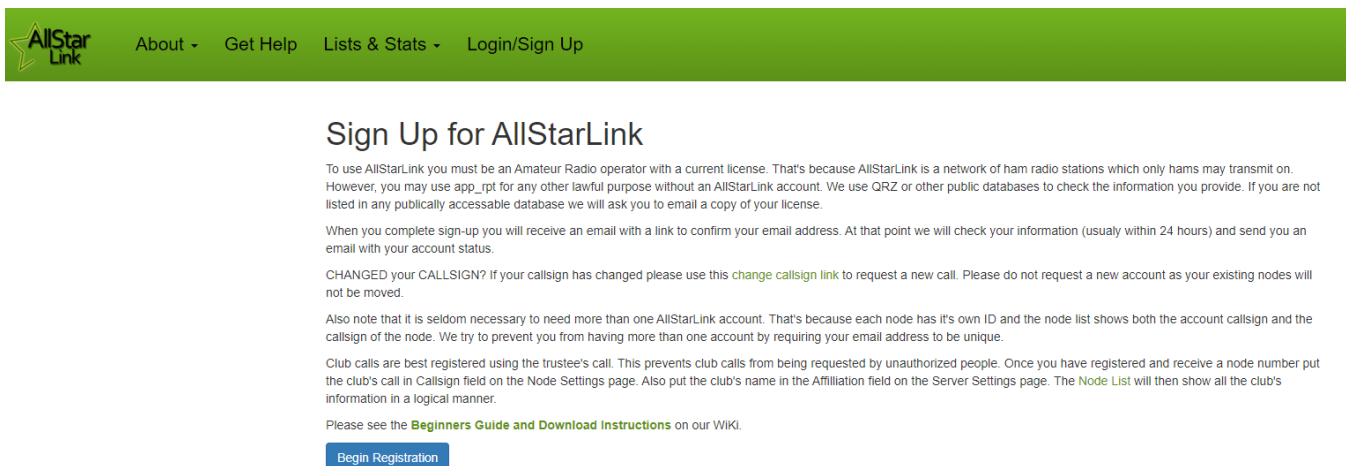 AllStar
Link
About
Get Help
Lists & Stats
Login/Sign Up
Sign Up for AllStarLink
To use AllStarLink you must be an Amateur Radio operator with a current license. That's because AllStarLink is a network of ham radio stations which only hams may transmit on.
However, you may use app_rpt for any other lawful purpose without an AllStarLink account. We use QRZ or other public databases to check the information you provide. If you are not
listed in any publically accessable database we will ask you to email a copy of your license.
When you complete sign-up you will receive an email with a link to confirm your email address. At that point we will check your information (usualy within 24 hours) and send you an
email with your account status.
CHANGED your CALLSIGN? If your callsign has changed please use this change callsign link to request a new call. Please do not request a new account as your existing nodes will
not be moved.
Also note that it is seldom necessary to need more than one AllStarLink account. That's because each node has it's own ID and the node list shows both the account callsign and the
callsign of the node. We try to prevent you from having more than one account by requiring your email address to be unique.
Club calls are best registered using the trustee's call. This prevents club calls from being requested by unauthorized people. Once you have registered and receive a node number put
the club's call in Callsign field on the Node Settings page. Also put the club's name in the Affilliation field on the Server Settings page. The Node List will then show all the club's
information in a logical manner.
Please see the Beginners Guide and Download Instructions on our WiKi.
Begin Registration